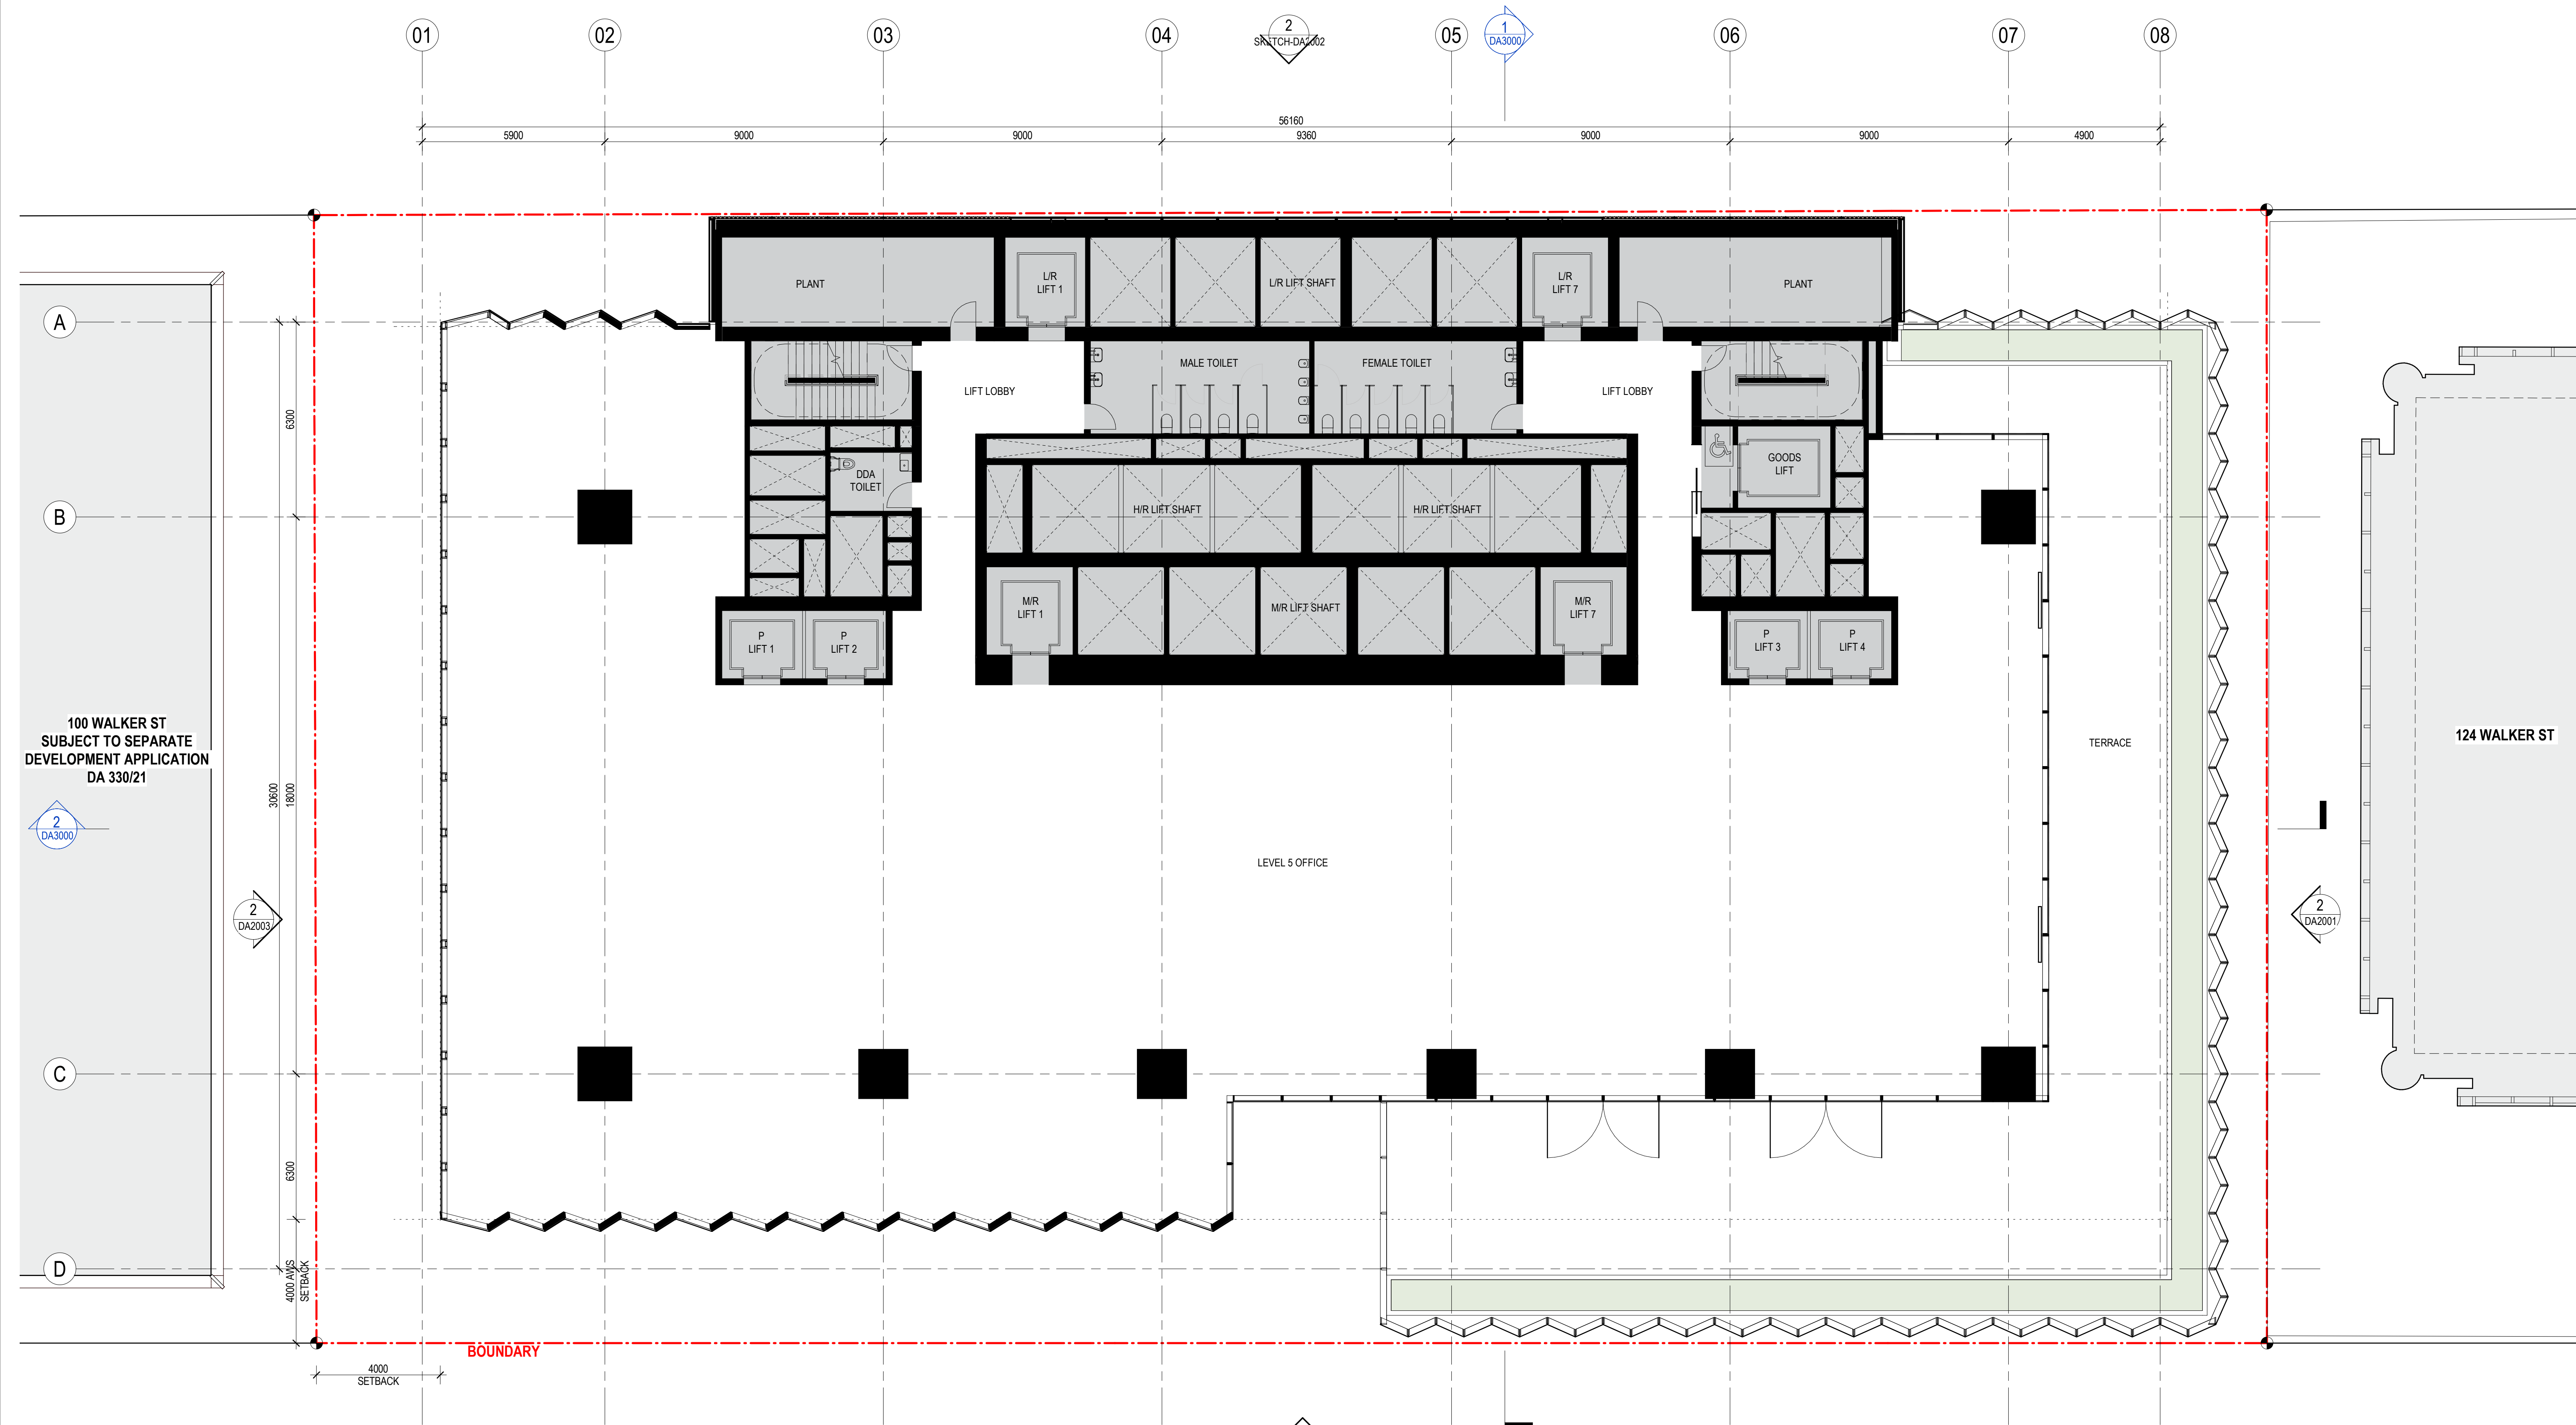 01
02
03
04
2
SKETCH-DA2002
05
1
DA3000
06
07
08
56160
5900
9000
9000
9360
9000
9000
4900
A
B
C
D
PLANT
L/R
LIFT 1
L/R LIFT SHAFT
L/R
LIFT 7
PLANT
LIFT LOBBY
MALE TOILET
FEMALE TOILET
LIFT LOBBY
DDA
TOILET
GOODS
LIFT
H/R LIFT SHAFT
H/R LIFT SHAFT
M/R
LIFT 1
M/R LIFT SHAFT
M/R
LIFT 7
P
LIFT 1
P
LIFT 2
P
LIFT 3
P
LIFT 4
6300
30600
18000
6300
4000 AWS
SETBACK
100 WALKER ST
SUBJECT TO SEPARATE
DEVELOPMENT APPLICATION
DA 330/21
2
DA3000
2
DA2003
TERRACE
124 WALKER ST
LEVEL 5 OFFICE
2
DA2001
BOUNDARY
4000
SETBACK